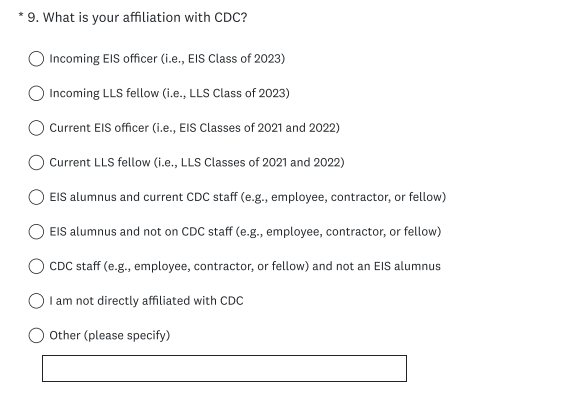 * 9. What is your affiliation with CDC?
Incoming EIS officer (i.e., EIS Class of 2023)
Incoming LLS fellow (i.e., LLS Class of 2023)
Current EIS officer (i.e., EIS Classes of 2021 and 2022)
Current LLS fellow (i.e., LLS Classes of 2021 and 2022)
EIS alumnus and current CDC staff (e.g., employee, contractor, or fellow)
EIS alumnus and not on CDC staff (e.g., employee, contractor, or fellow)
CDC staff (e.g., employee, contractor, or fellow) and not an EIS alumnus
I am not directly affiliated with CDC
Other (please specify)